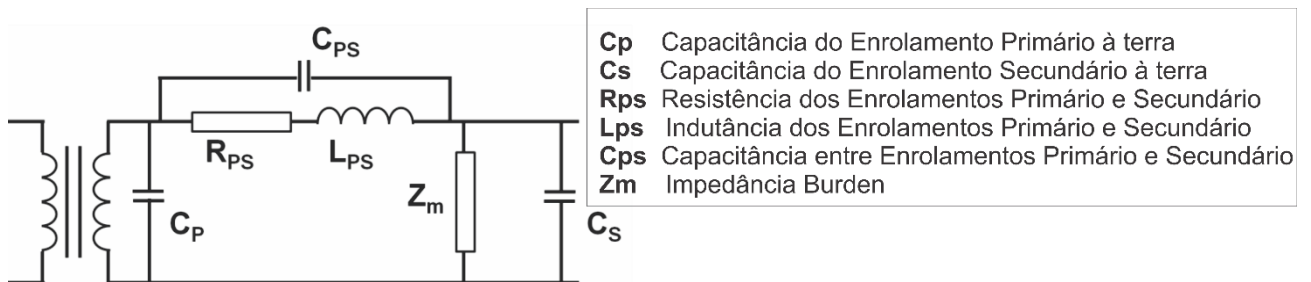 C_PS
R_PS
L_PS
C_P
Z_m
C_S
Cp Capacitância do Enrolamento Primário à terra
Cs Capacitância do Enrolamento Secundário à terra
Rps Resistência dos Enrolamentos Primário e Secundário
Lps Indutância dos Enrolamentos Primário e Secundário
Cps Capacitância entre Enrolamentos Primário e Secundário
Zm Impedância Burden